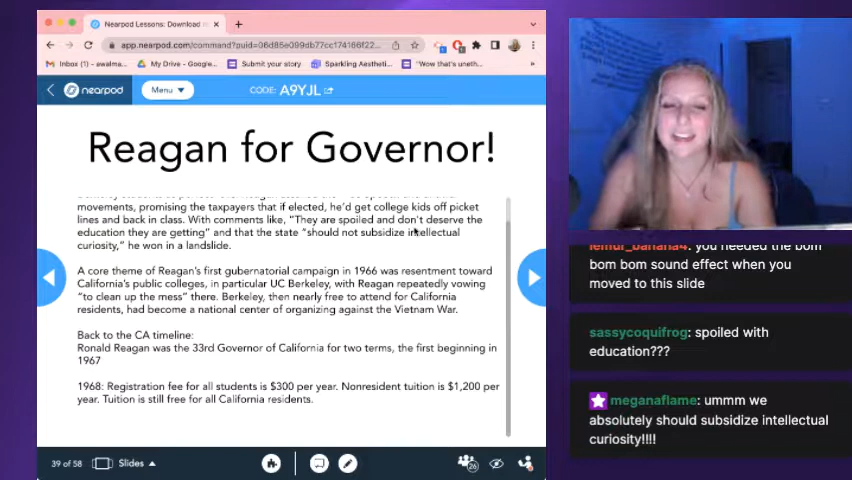 Nearpod Lessons: Download r
app.nearpod.com/command?puid=06d85e099db77cc174166f22...
Inbox (1) - awalma... My Drive - Google... Submit your story Sparkling Aestheti... "Wow that's uneth... »
nearpod Menu CODE: A9YJL
Reagan for Governor!
movements, promising the taxpayers that if elected, he'd get college kids off picket
lines and back in class. With comments like, "They are spoiled and don't deserve the
education they are getting" and that the state "should not subsidize intellectual
curiosity," he won in a landslide.
A core theme of Reagan's first gubernatorial campaign in 1966 was resentment toward
California's public colleges, in particular UC Berkeley, with Reagan repeatedly vowing
"to clean up the mess" there. Berkeley, then nearly free to attend for California
residents, had become a national center of organizing against the Vietnam War.
Back to the CA timeline:
Ronald Reagan was the 33rd Governor of California for two terms, the first beginning in
1967
1968: Registration fee for all students is $300 per year. Nonresident tuition is $1,200 per
year. Tuition is still free for all California residents.
39 of 58 Slides 26
lemur_banana4: you needed the bom
bom bom sound effect when you
moved to this slide
sassycoquifrog: spoiled with
education???
meganaflame: ummm we
absolutely should subsidize intellectual
curiosity!!!!